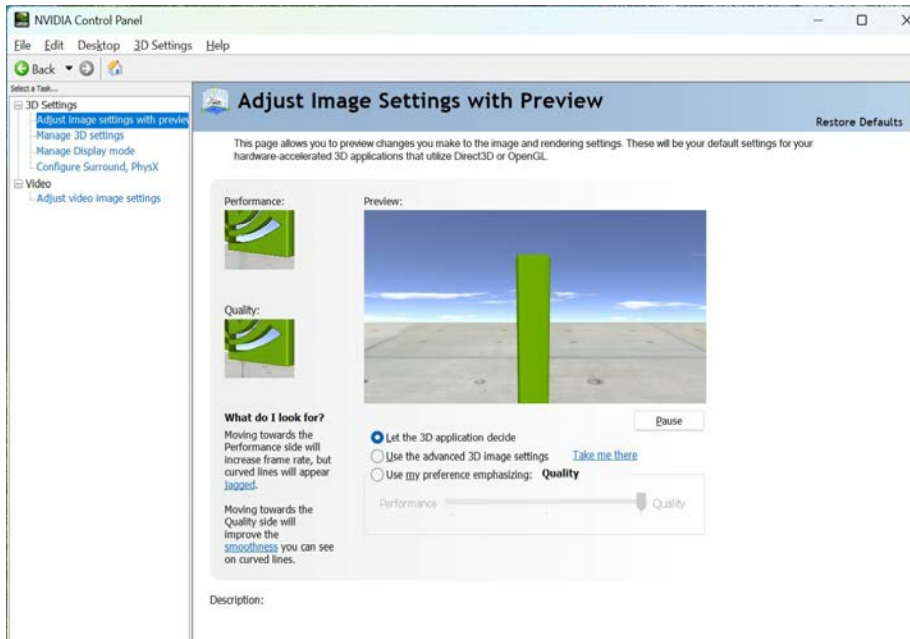 NVIDIA Control Panel
File Edit Desktop 3D Settings Help
Back
Select a Task...
3D Settings
Adjust image settings with preview
Manage 3D settings
Manage Display mode
Configure Surround, PhysX
Video
Adjust video image settings
Adjust Image Settings with Preview
Restore Defaults
This page allows you to preview changes you make to the image and rendering settings. These will be your default settings for your
hardware-accelerated 3D applications that utilize Direct3D or OpenGL.
Performance:
Preview:
Quality:
What do I look for?
Moving towards the
Performance side will
increase frame rate, but
curved lines will appear
jagged.
Moving towards the
Quality side will
improve the
smoothness you can see
on curved lines.
Pause
Let the 3D application decide
Use the advanced 3D image settings Take me there
Use my preference emphasizing: Quality
Performance Quality
Description: